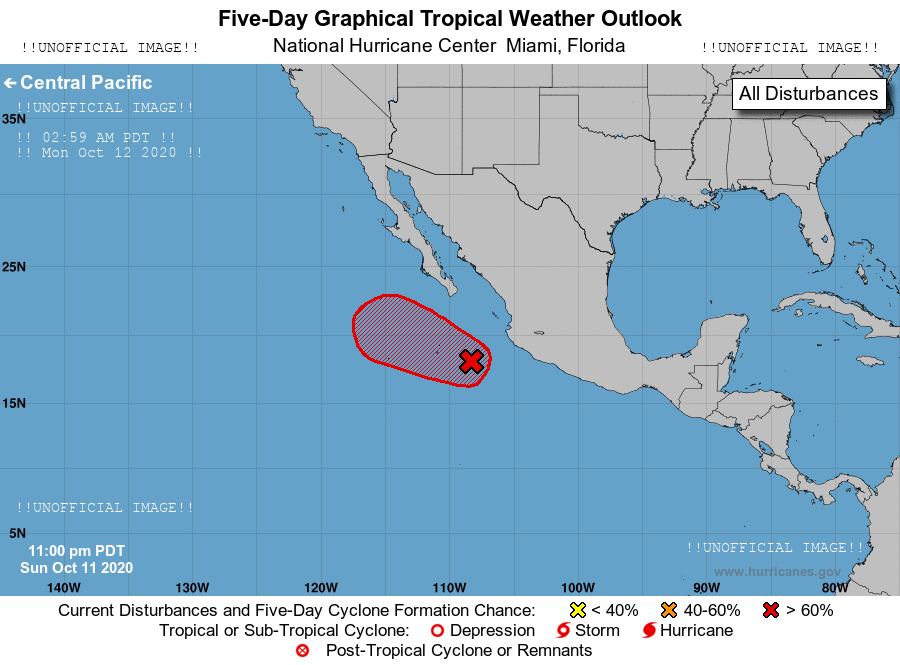 Five-Day Graphical Tropical Weather Outlook
!!UNOFFICIAL IMAGE!! National Hurricane Center Miami, Florida !!UNOFFICIAL IMAGE!!
← Central Pacific
All Disturbances
!!UNOFFICIAL IMAGE!!
35N
!! 02:59 AM PDT !!
!! Mon Oct 12 2020 !!
25N
15N
!!UNOFFICIAL IMAGE!!
5N
11:00 pm PDT
Sun Oct 11 2020
!!UNOFFICIAL IMAGE!!
www.hurricanes.gov
140W 130W 120W 110W 100W 90W 80W
Current Disturbances and Five-Day Cyclone Formation Chance: < 40% 40-60% > 60%
Tropical or Sub-Tropical Cyclone: Depression Storm Hurricane
Post-Tropical Cyclone or Remnants